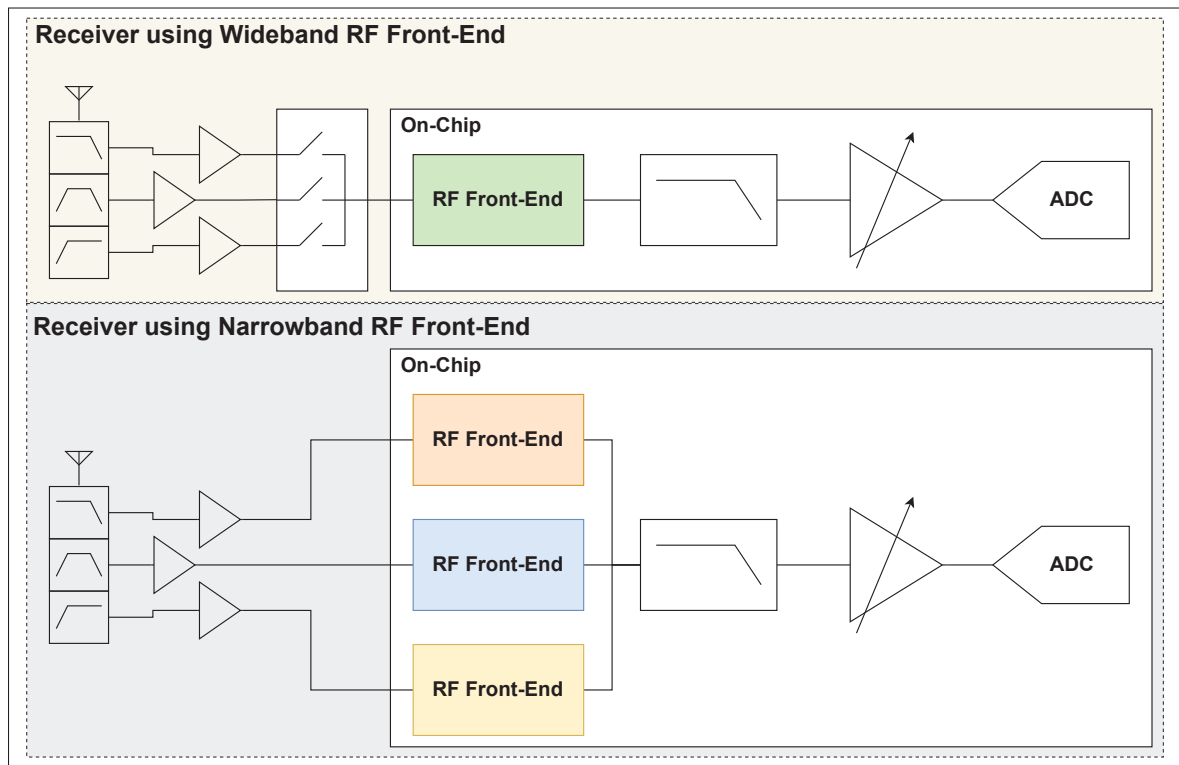 Receiver using Wideband RF Front-End
On-Chip
RF Front-End
ADC
Receiver using Narrowband RF Front-End
On-Chip
RF Front-End
RF Front-End
ADC
RF Front-End